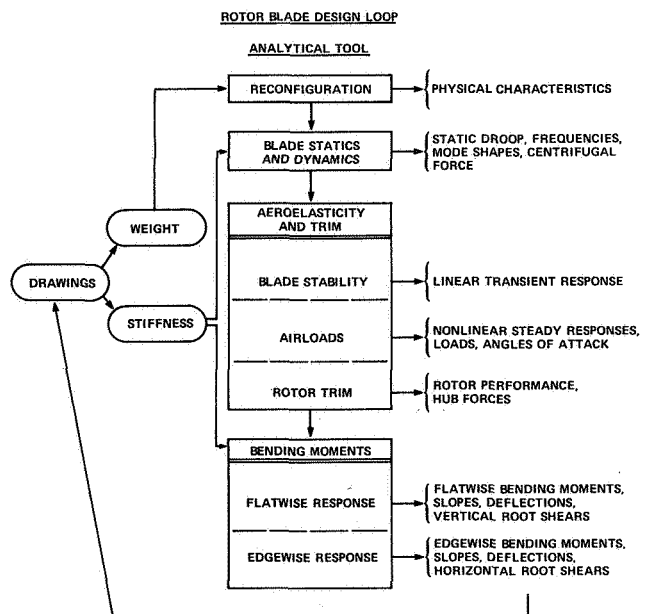 ROTOR BLADE DESIGN LOOP
ANALYTICAL TOOL
RECONFIGURATION
PHYSICAL CHARACTERISTICS
BLADE STATICS
AND DYNAMICS
STATIC DROOP, FREQUENCIES,
MODE SHAPES, CENTRIFUGAL
FORCE
AEROELASTICITY
AND TRIM
WEIGHT
DRAWINGS
STIFFNESS
BLADE STABILITY
LINEAR TRANSIENT RESPONSE
AIRLOADS
NONLINEAR STEADY RESPONSES,
LOADS, ANGLES OF ATTACK
ROTOR TRIM
ROTOR PERFORMANCE,
HUB FORCES
BENDING MOMENTS
FLATWISE RESPONSE
FLATWISE BENDING MOMENTS,
SLOPES, DEFLECTIONS,
VERTICAL ROOT SHEARS
EDGEWISE RESPONSE
EDGEWISE BENDING MOMENTS,
SLOPES, DEFLECTIONS,
HORIZONTAL ROOT SHEARS